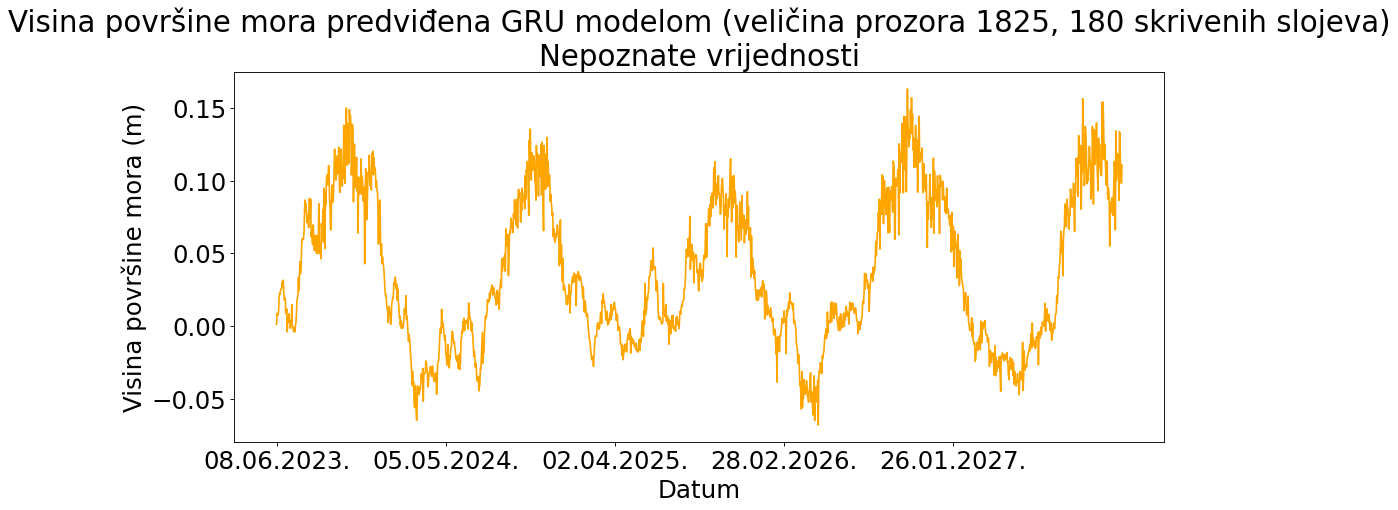 Visina površine mora predviđena GRU modelom (veličina prozora 1825, 180 skrivenih slojeva)
Nepoznate vrijednosti
Visina površine mora (m)
0.15
0.10
0.05
0.00
−0.05
08.06.2023. 05.05.2024. 02.04.2025. 28.02.2026. 26.01.2027.
Datum